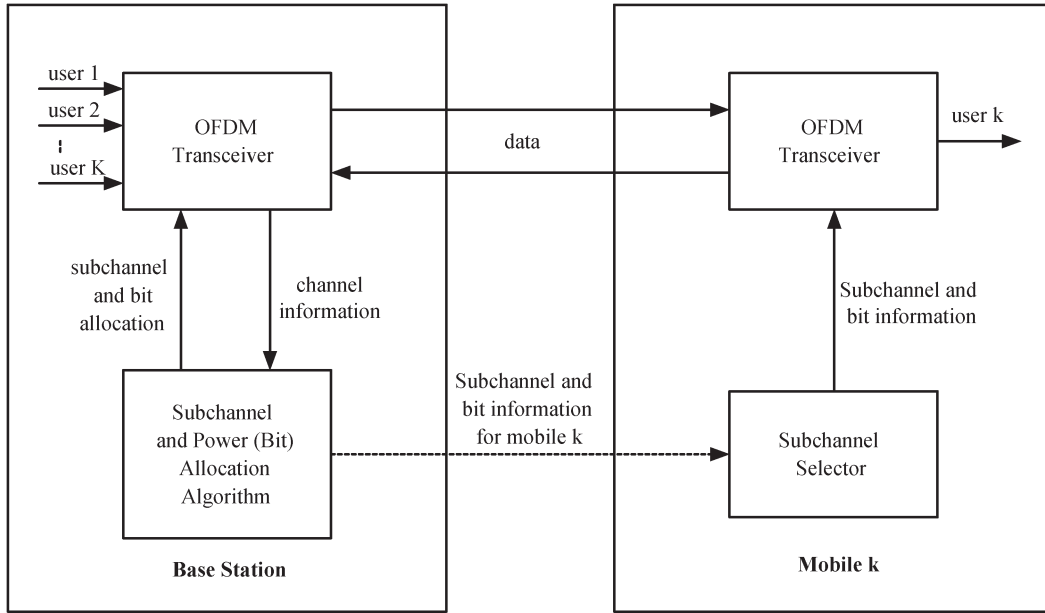 user 1
user 2
user K
OFDM
Transceiver
data
OFDM
Transceiver
user k
subchannel
and bit
allocation
channel
information
Subchannel and
bit information
Subchannel
and Power (Bit)
Allocation
Algorithm
Subchannel and
bit information
for mobile k
Subchannel
Selector
Base Station
Mobile k